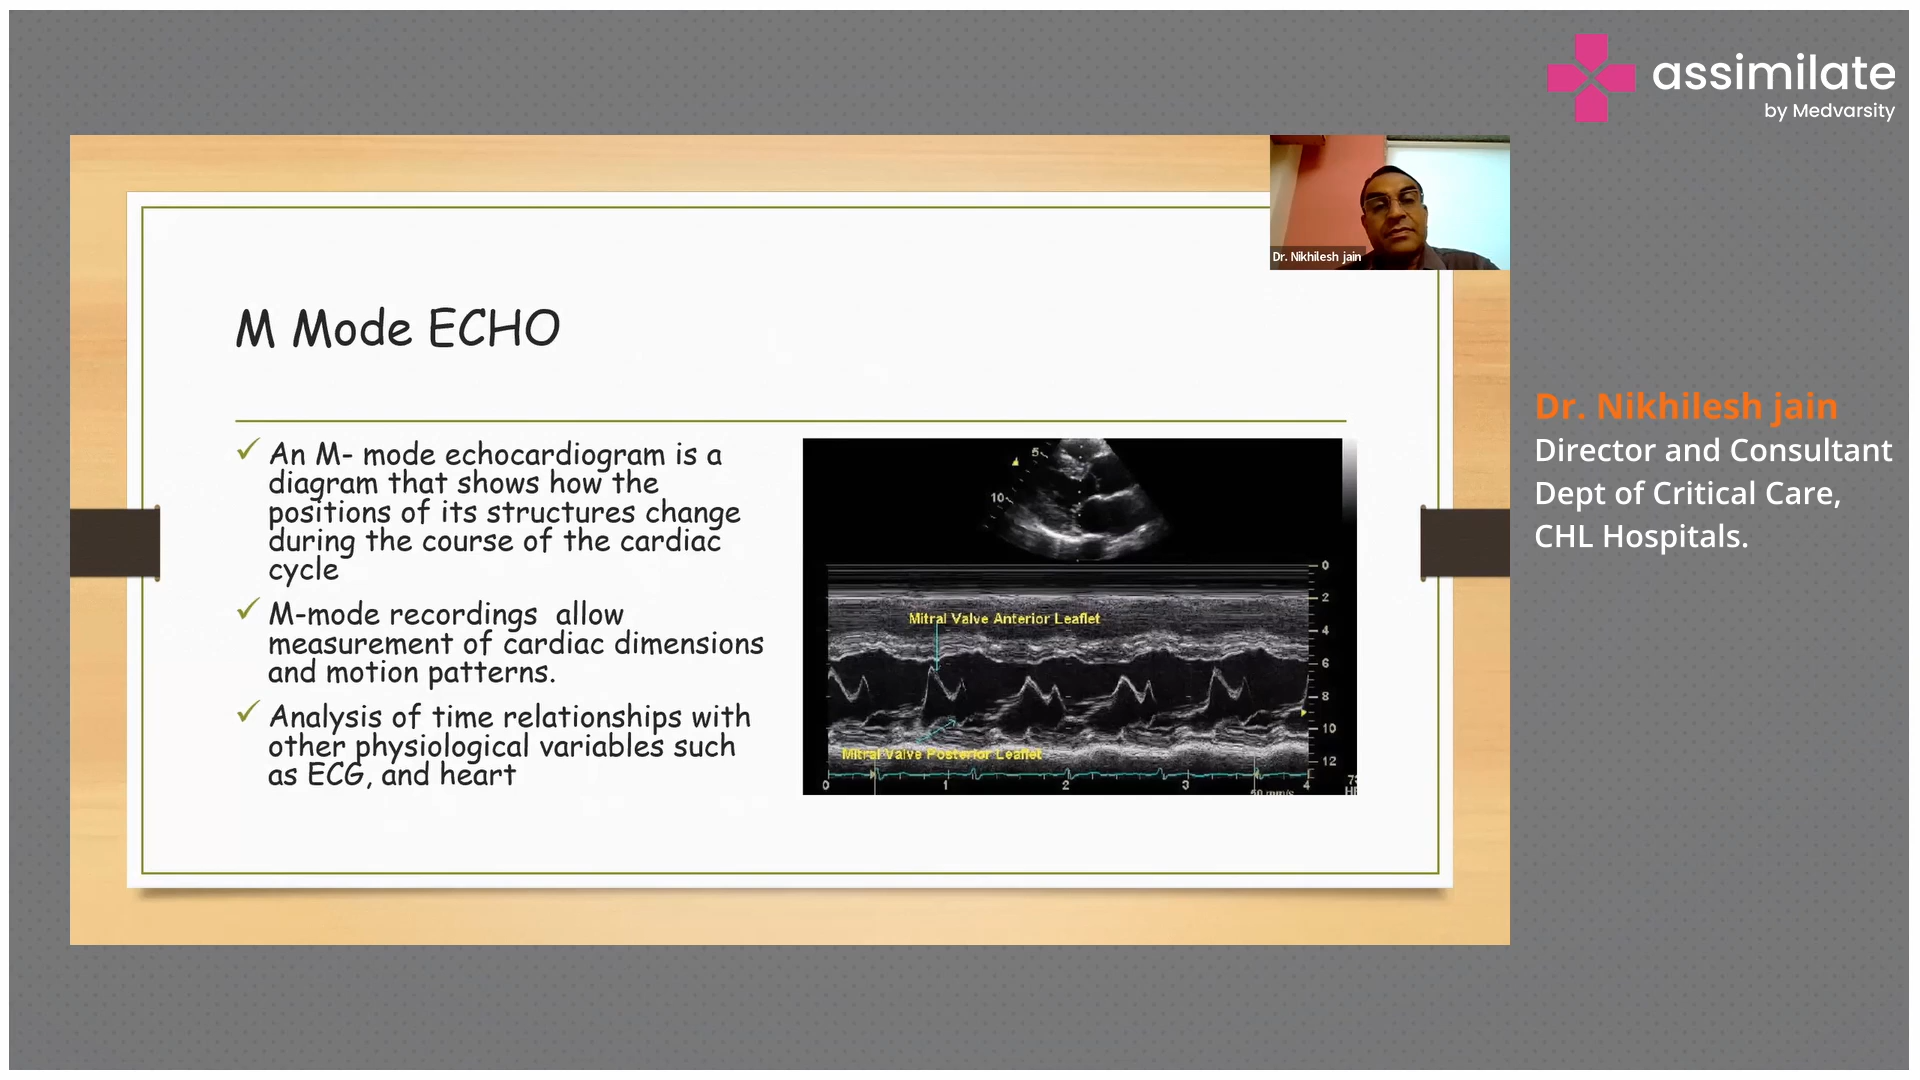 assimilate
by Medvarsity
Dr. Nikhilesh jain
M Mode ECHO
An M- mode echocardiogram is a
diagram that shows how the
positions of its structures change
during the course of the cardiac
cycle
M-mode recordings  allow
measurement of cardiac dimensions
and motion patterns.
Analysis of time relationships with
other physiological variables such
as ECG, and heart
5
10
0
2
4
6
8
10
12
Mitral Valve Anterior Leaflet
Mitral Valve Posterior Leaflet
0 1 2 3 4
50 mm/s
Dr. Nikhilesh jain
Director and Consultant
Dept of Critical Care,
CHL Hospitals.